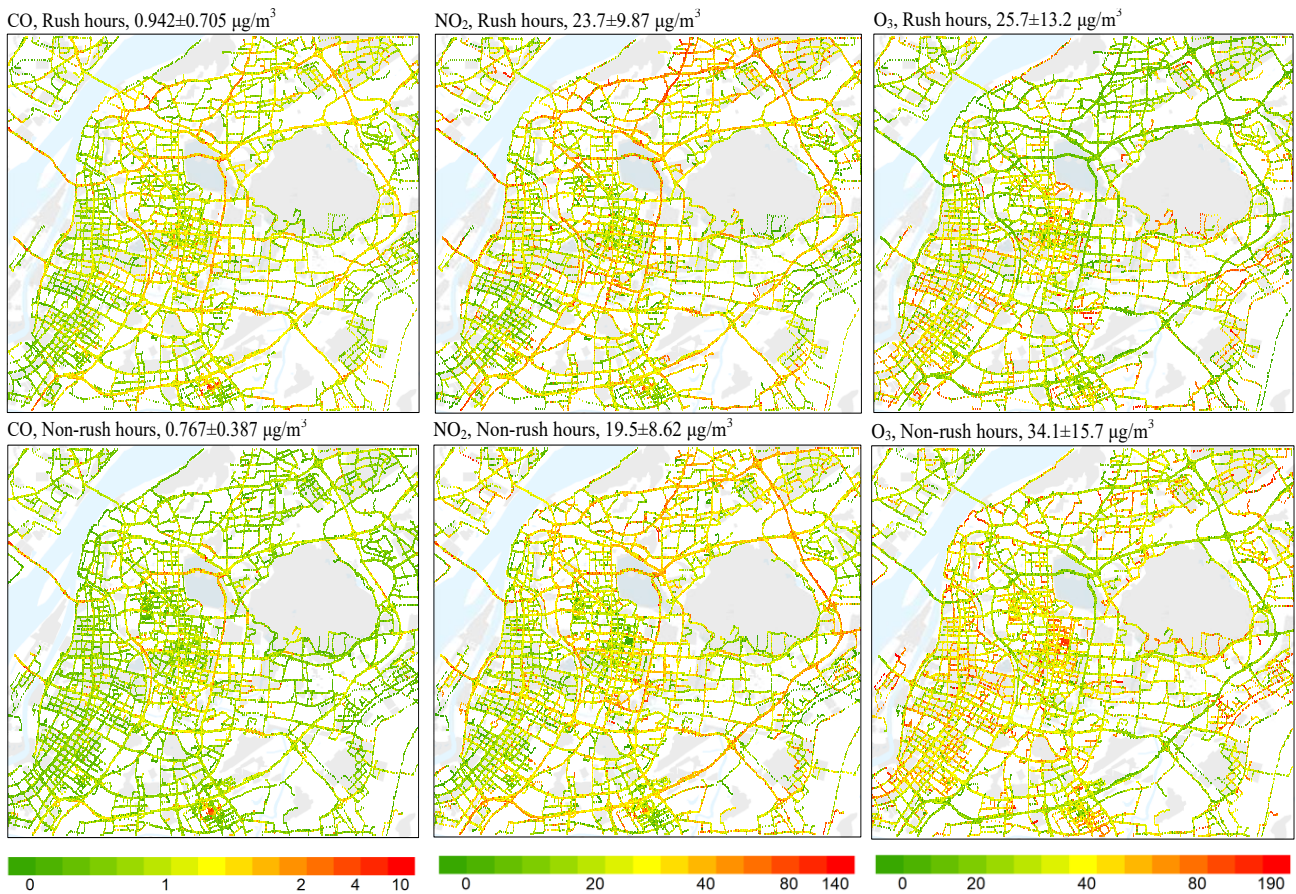 CO, Rush hours, 0.942±0.705 μg/m³
NO₂, Rush hours, 23.7±9.87 μg/m³
O₃, Rush hours, 25.7±13.2 μg/m³
CO, Non-rush hours, 0.767±0.387 μg/m³
NO₂, Non-rush hours, 19.5±8.62 μg/m³
O₃, Non-rush hours, 34.1±15.7 μg/m³
0 1 2 4 10
0 20 40 80 140
0 20 40 80 190